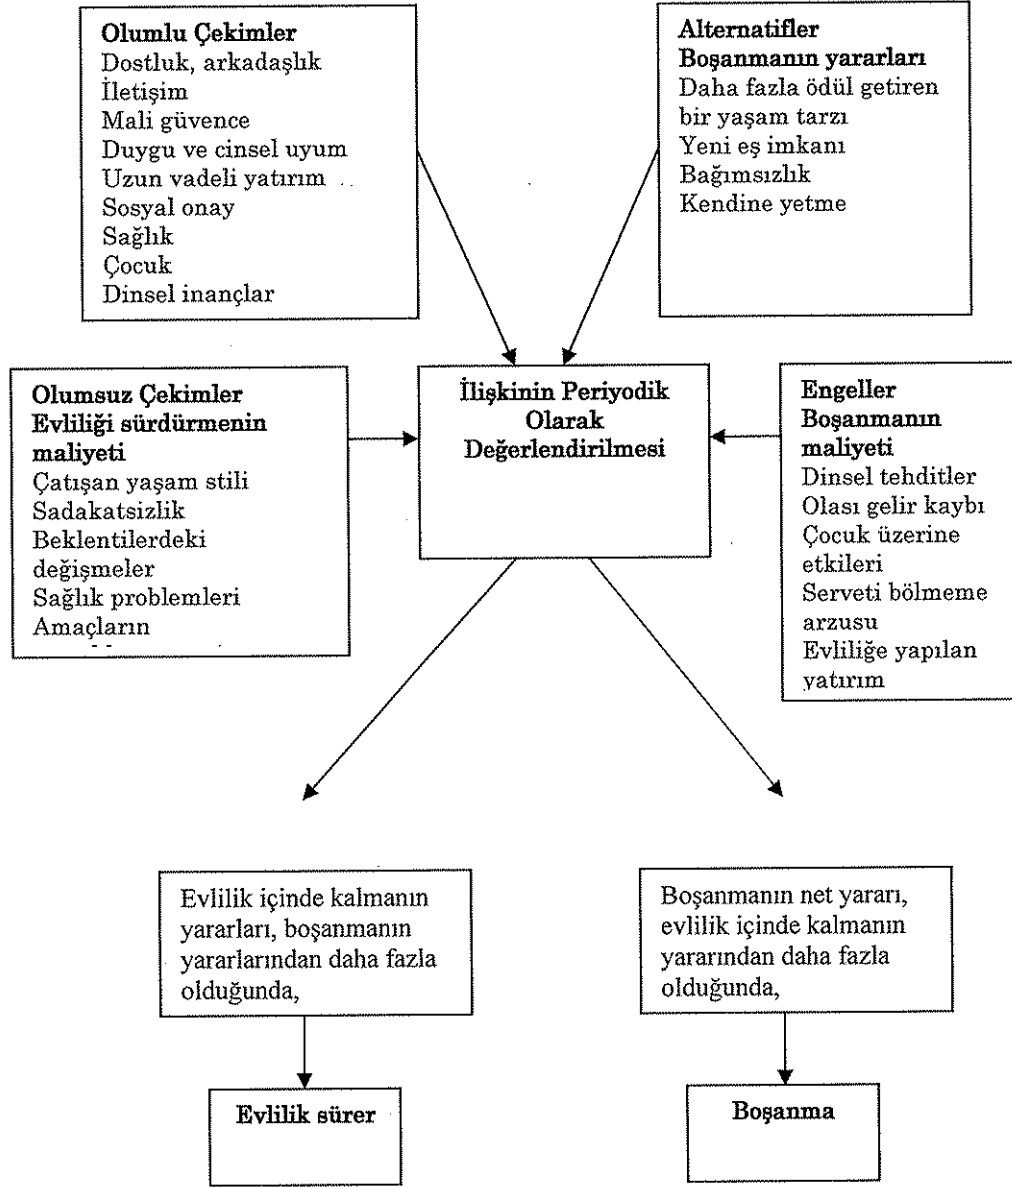 Olumlu Çekimler
Dostluk, arkadaşlık
İletişim
Mali güvence
Duygu ve cinsel uyum
Uzun vadeli yatırım
Sosyal onay
Sağlık
Çocuk
Dinsel inançlar
Alternatifler
Boşanmanın yararları
Daha fazla ödül getiren
bir yaşam tarzı
Yeni eş imkanı
Bağımsızlık
Kendine yetme
Olumsuz Çekimler
Evliliği sürdürmenin
maliyeti
Çatışan yaşam stili
Sadakatsizlik
Beklentilerdeki
değişmeler
Sağlık problemleri
Amaçların
İlişkinin Periyodik
Olarak
Değerlendirilmesi
Engeller
Boşanmanın
maliyeti
Dinsel tehditler
Olası gelir kaybı
Çocuk üzerine
etkileri
Serveti bölmeme
arzusu
Evliliğe yapılan
yatırım
Evlilik içinde kalmanın
yararları, boşanmanın
yararlarından daha fazla
olduğunda,
Boşanmanın net yararı,
evlilik içinde kalmanın
yararından daha fazla
olduğunda,
Evlilik sürer
Boşanma